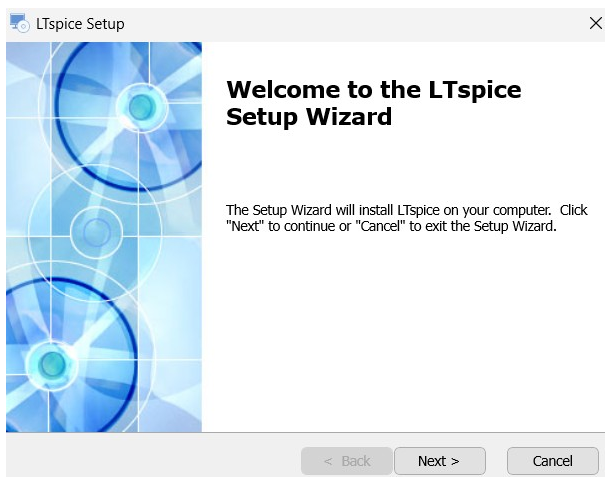 LTspice Setup
Welcome to the LTspice
Setup Wizard
The Setup Wizard will install LTspice on your computer.  Click
"Next" to continue or "Cancel" to exit the Setup Wizard.
< Back
Next >
Cancel